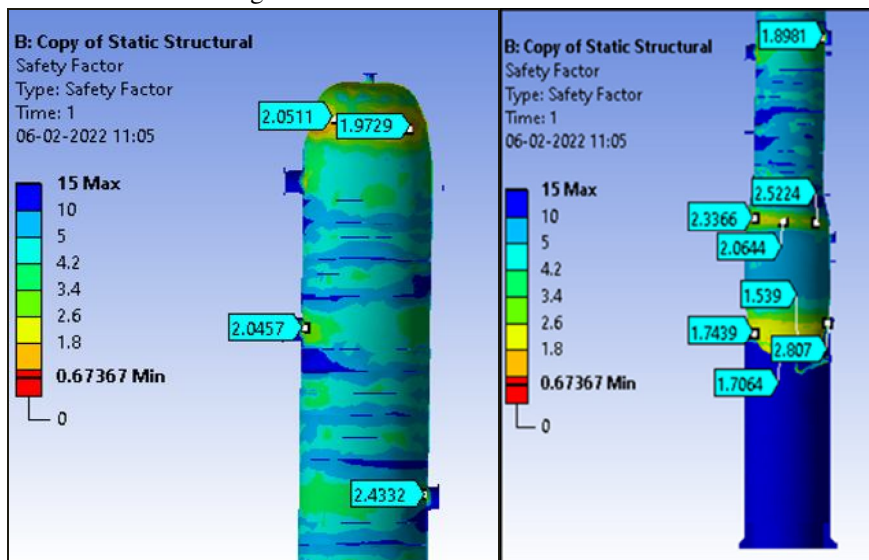 B: Copy of Static Structural
Safety Factor
Type: Safety Factor
Time: 1
06-02-2022 11:05
15 Max
10
5
4.2
3.4
2.6
1.8
0.67367 Min
0
2.0511
1.9729
2.0457
2.4332
B: Copy of Static Structural
Safety Factor
Type: Safety Factor
Time: 1
06-02-2022 11:05
15 Max
10
5
4.2
3.4
2.6
1.8
0.67367 Min
0
1.8981
2.5224
2.3366
2.0644
1.539
1.7439
2.807
1.7064